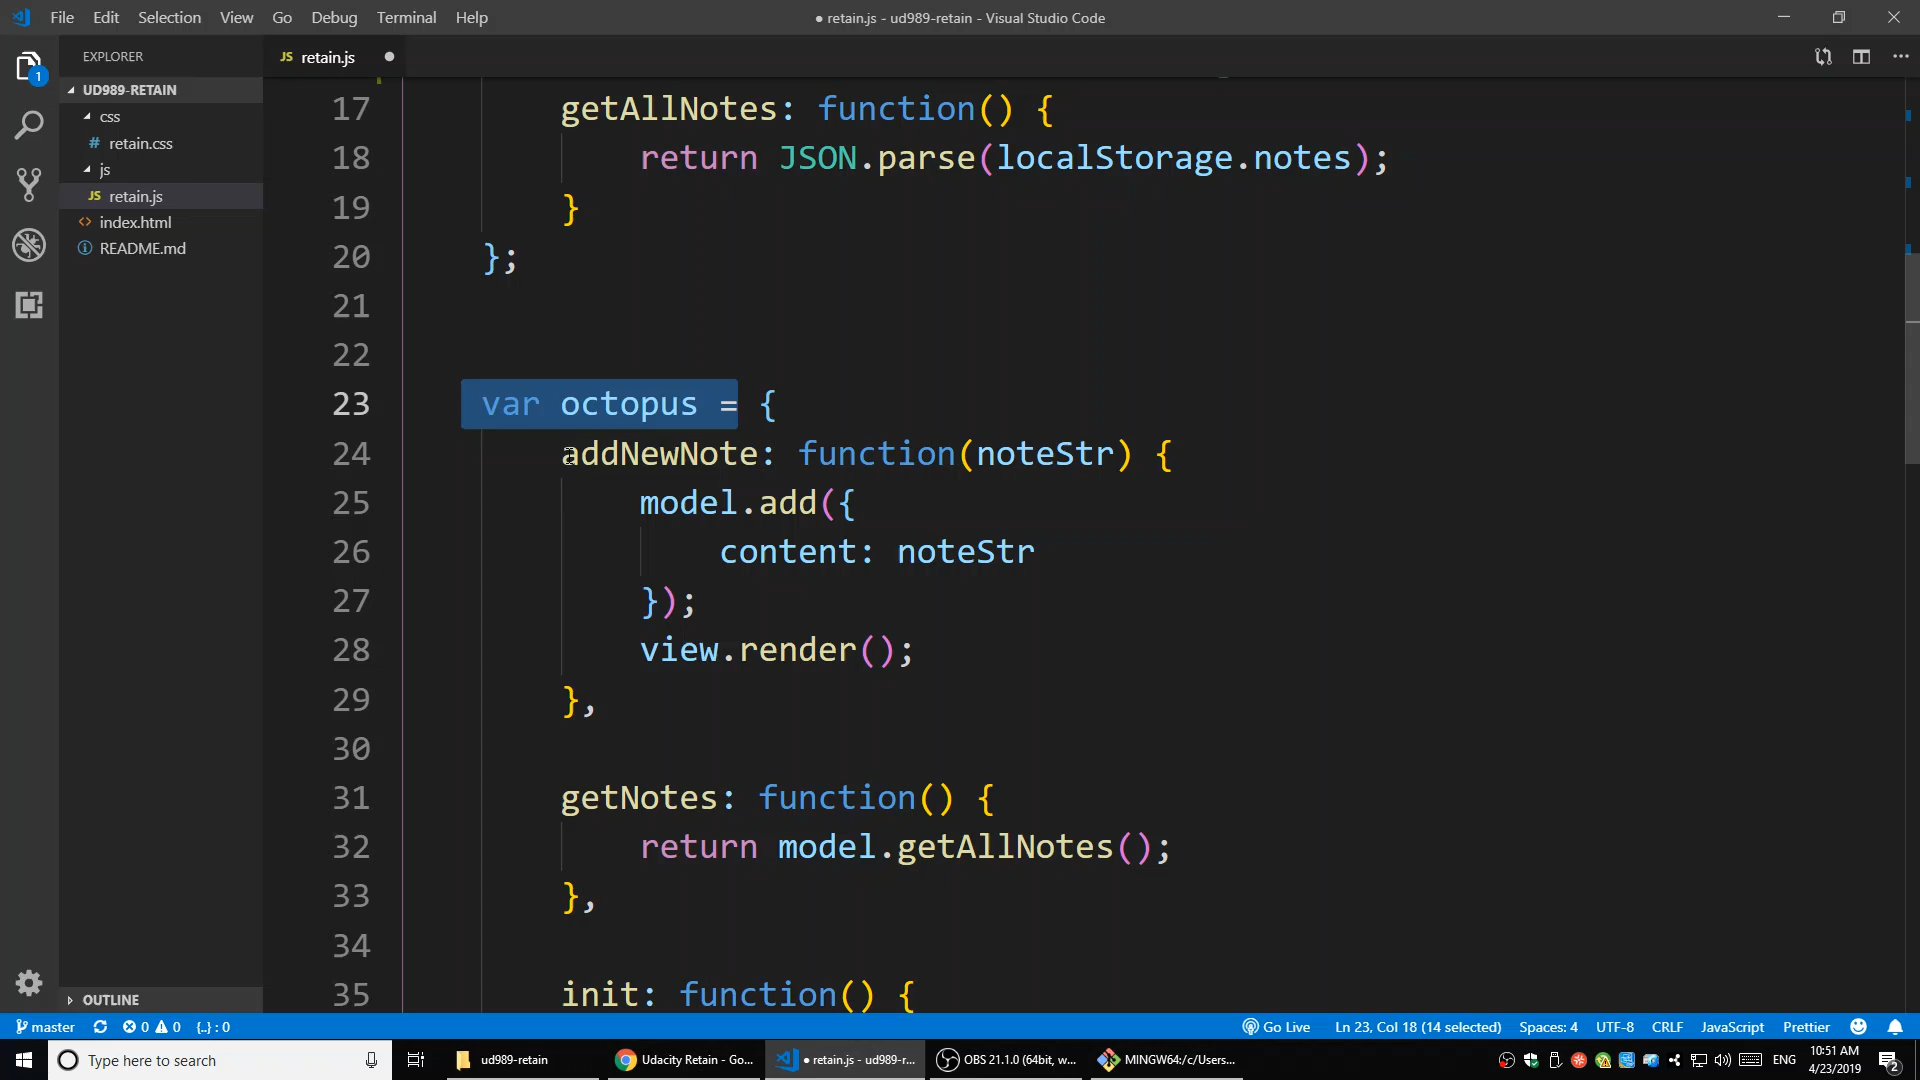 File Edit Selection View Go Debug Terminal Help
● retain.js - ud989-retain - Visual Studio Code
EXPLORER
UD989-RETAIN
css
# retain.css
js
JS retain.js
<> index.html
README.md
OUTLINE
1
JS retain.js
17 getAllNotes: function() {
18 return JSON.parse(localStorage.notes);
19 }
20 };
21
22
23 var octopus = {
24 addNewNote: function(noteStr) {
25 model.add({
26 content: noteStr
27 });
28 view.render();
29 },
30
31 getNotes: function() {
32 return model.getAllNotes();
33 },
34
35 init: function() {
master 0 0 {..} : 0 Go Live Ln 23, Col 18 (14 selected) Spaces: 4 UTF-8 CRLF JavaScript Prettier
Type here to search ud989-retain Udacity Retain - Go... ● retain.js - ud989-r... OBS 21.1.0 (64bit, w... MINGW64:/c/Users... ENG 10:51 AM
4/23/2019
2